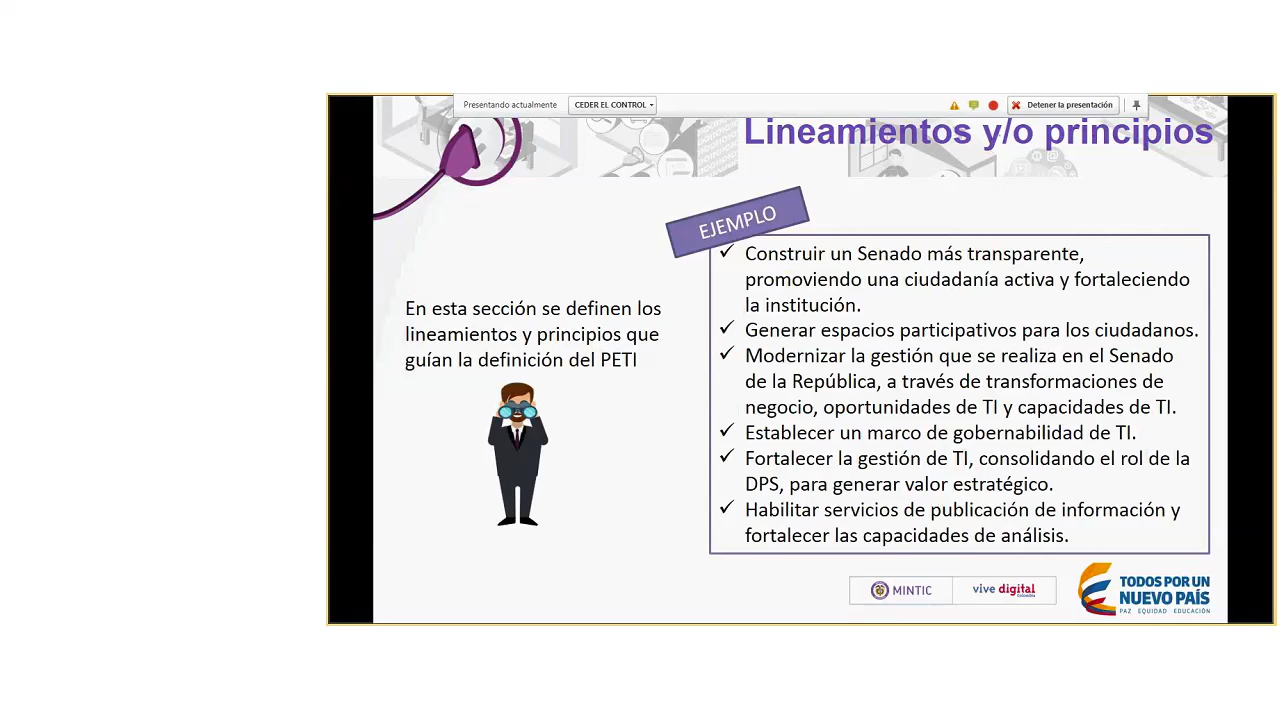 Presentando actualmente
CEDER EL CONTROL
Detener la presentación
Lineamientos y/o principios
EJEMPLO
En esta sección se definen los
lineamientos y principios que
guían la definición del PETI
✓ Construir un Senado más transparente,
promoviendo una ciudadanía activa y fortaleciendo
la institución.
✓ Generar espacios participativos para los ciudadanos.
✓ Modernizar la gestión que se realiza en el Senado
de la República, a través de transformaciones de
negocio, oportunidades de TI y capacidades de TI.
✓ Establecer un marco de gobernabilidad de TI.
✓ Fortalecer la gestión de TI, consolidando el rol de la
DPS, para generar valor estratégico.
✓ Habilitar servicios de publicación de información y
fortalecer las capacidades de análisis.
MINTIC
vive digital
Colombia
TODOS POR UN
NUEVO PAÍS
PAZ EQUIDAD EDUCACIÓN